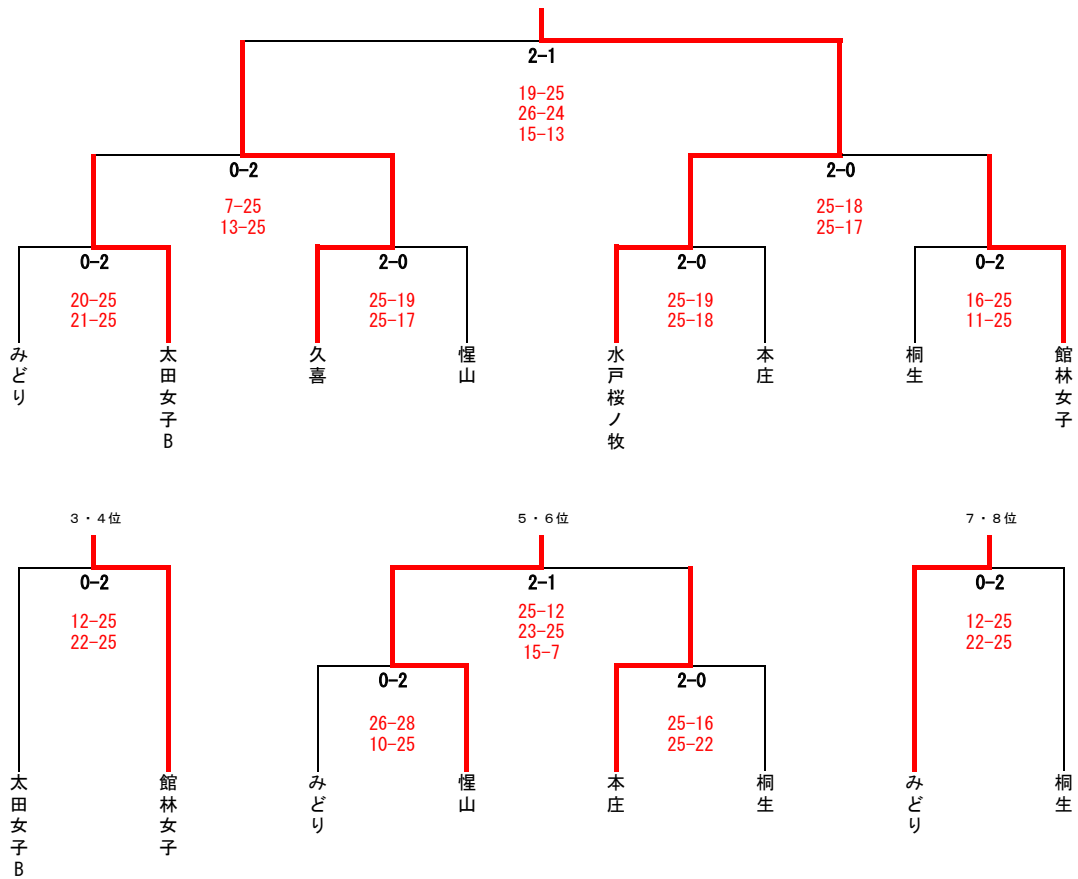 2-1
19-25
26-24
15-13
0-2
7-25
13-25
2-0
25-18
25-17
0-2
20-25
21-25
2-0
25-19
25-17
2-0
25-19
25-18
0-2
16-25
11-25
みどり
太田女子B
久喜
惺山
水戸桜ノ牧
本庄
桐生
館林女子
3・4位
0-2
12-25
22-25
太田女子B
館林女子
5・6位
2-1
25-12
23-25
15-7
0-2
26-28
10-25
2-0
25-16
25-22
みどり
惺山
本庄
桐生
7・8位
0-2
12-25
22-25
みどり
桐生